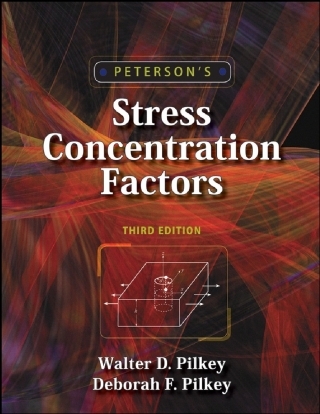 PETERSON'S
Stress
Concentration
Factors
THIRD EDITION
Walter D. Pilkey
Deborah F. Pilkey